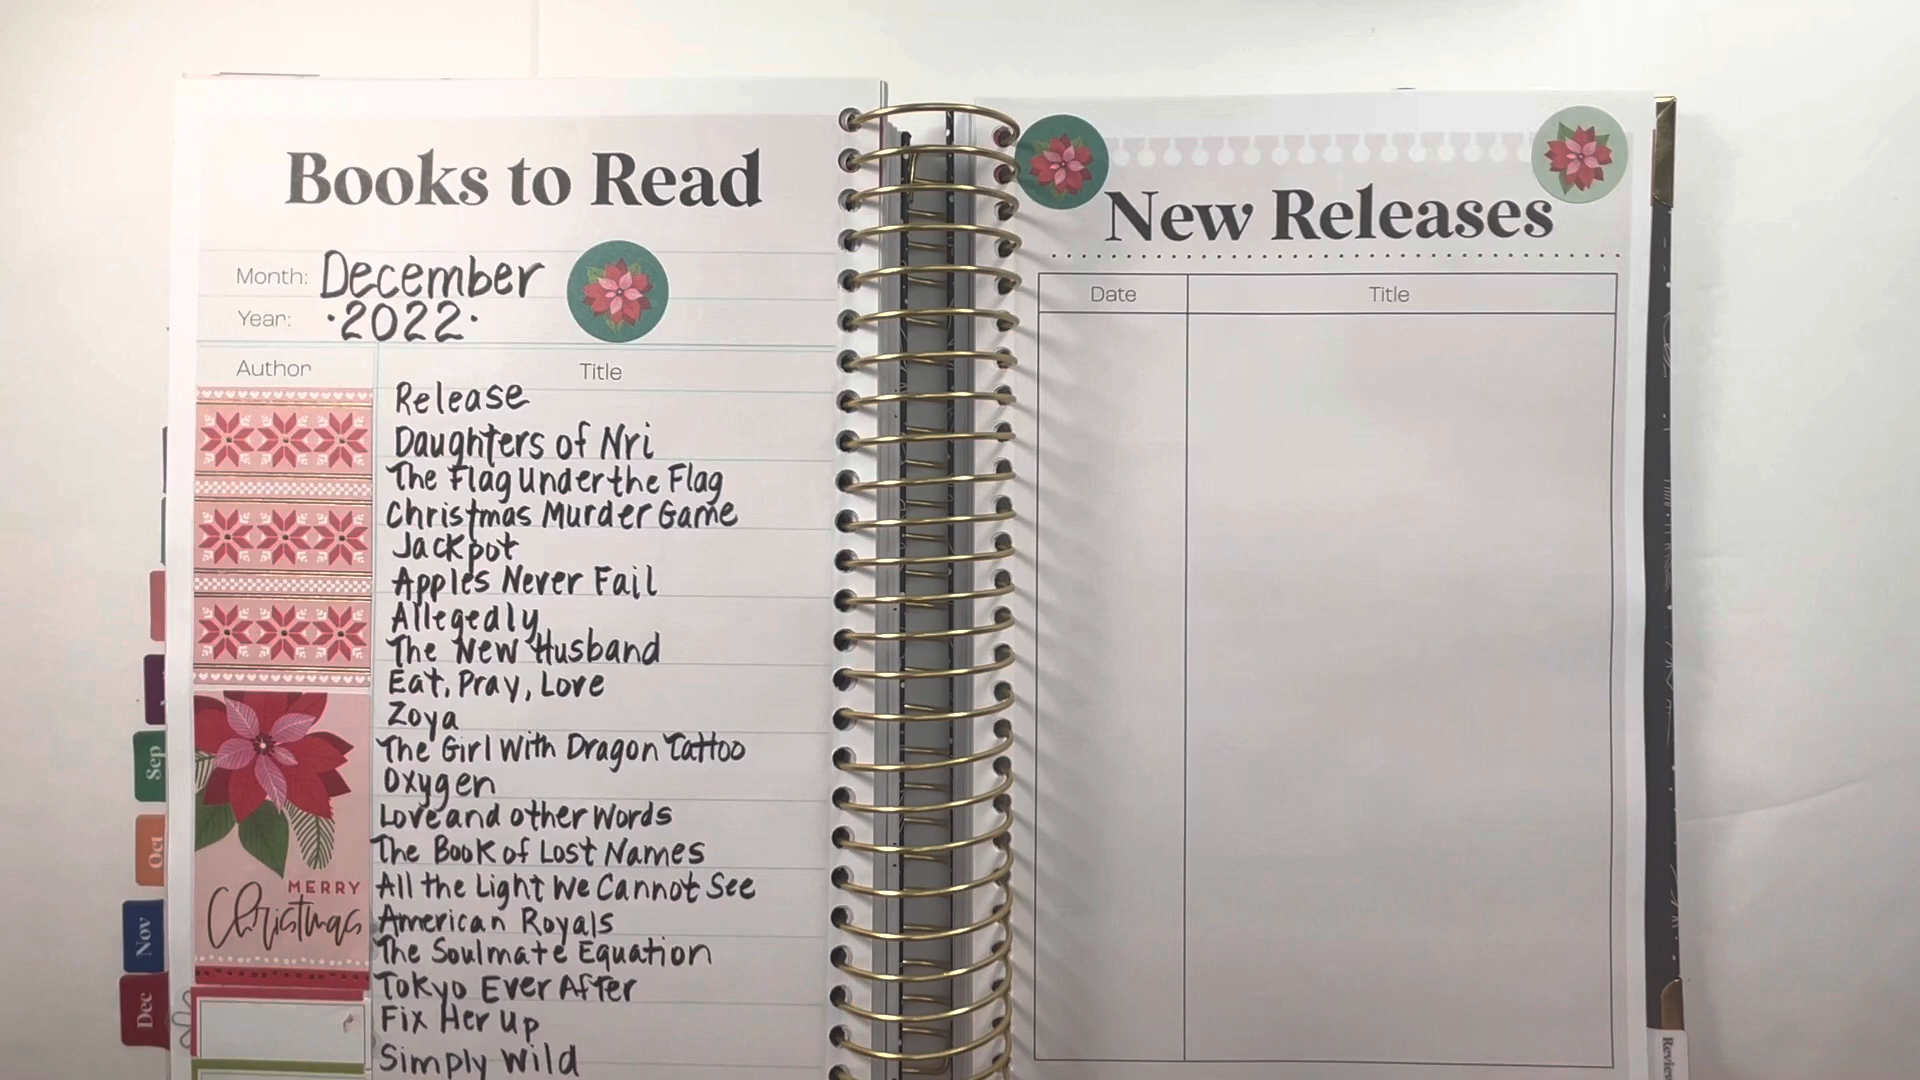 Books to Read
Month: December
Year: ·2022·
Author Title
Release
Daughters of Nri
The Flag Under the Flag
Christmas Murder Game
Jackpot
Apples Never Fail
Allegedly
The New Husband
Eat, Pray, Love
Zoya
The Girl With Dragon Tattoo
Oxygen
Love and other Words
The Book of Lost Names
All the Light We Cannot See
American Royals
The Soulmate Equation
Tokyo Ever After
Fix Her Up
Simply Wild
MERRY
Christmas
Sep
Oct
Nov
Dec
New Releases
Date Title